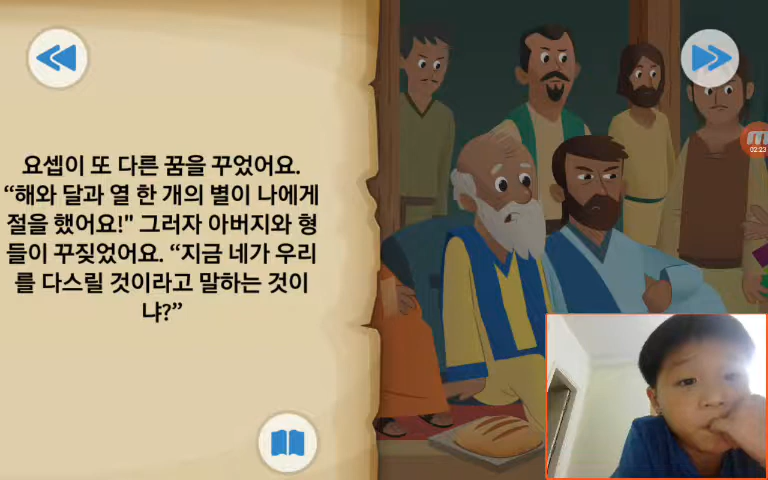 요셉이 또 다른 꿈을 꾸었어요.
“해와 달과 열 한 개의 별이 나에게
절을 했어요!" 그러자 아버지와 형
들이 꾸짖었어요. “지금 네가 우리
를 다스릴 것이라고 말하는 것이
냐?”
02:23